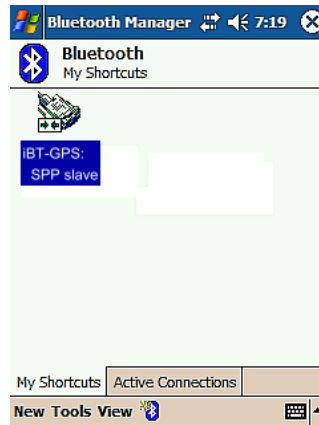 Bluetooth Manager 7:19
Bluetooth
My Shortcuts
iBT-GPS:
SPP slave
My Shortcuts Active Connections
New Tools View